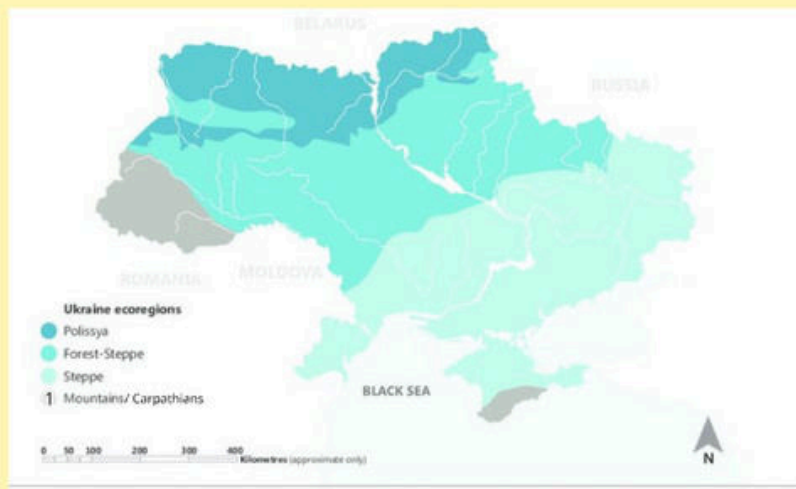 BELARUS
RUSSIA
ROMANIA
MOLDOVA
Ukraine ecoregions
Polissya
Forest-Steppe
Steppe
1 Mountains/ Carpathians
BLACK SEA
0 50 100 200 300 400
Kilometres (approximate only)
N